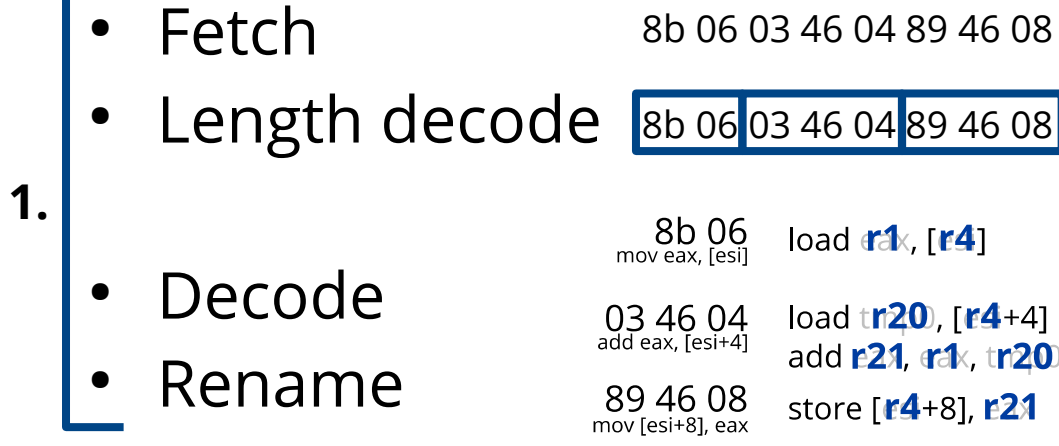 • Fetch 8b 06 03 46 04 89 46 08
• Length decode 8b 06 03 46 04 89 46 08
1.
8b 06 load r1, [r4]
mov eax, [esi]
• Decode
03 46 04 load r20, [r4+4]
add eax, [esi+4]
add r21, r1, r20
• Rename
89 46 08 store [r4+8], r21
mov [esi+8], eax